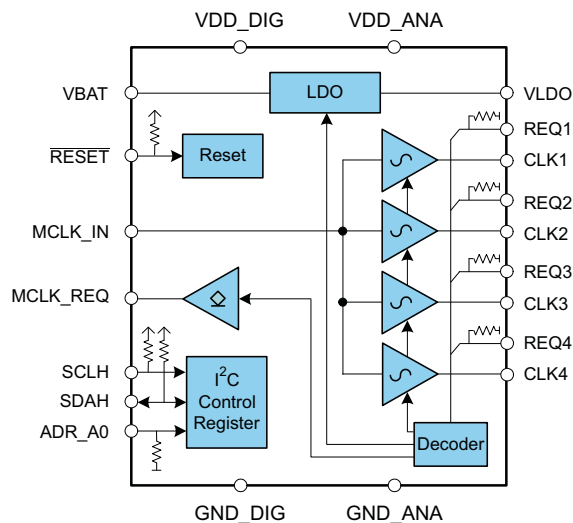 VDD_DIG VDD_ANA
VBAT
LDO
VLDO
REQ1
RESET
Reset
CLK1
REQ2
MCLK_IN
CLK2
REQ3
MCLK_REQ
CLK3
REQ4
SCLH
SDAH
ADR_A0
I²C
Control
Register
CLK4
Decoder
GND_DIG GND_ANA